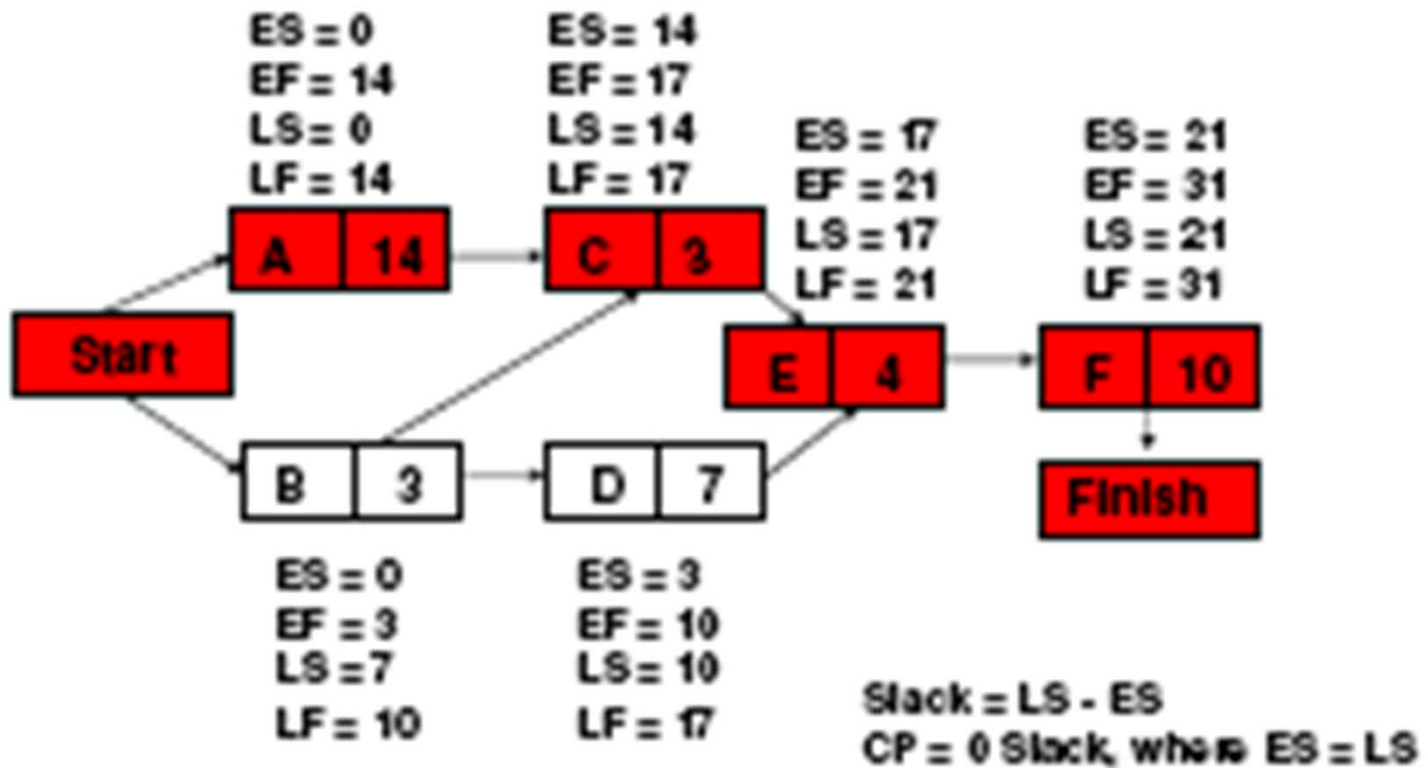 ES = 0
EF = 14
LS = 0
LF = 14
ES = 14
EF = 17
LS = 14
LF = 17
ES = 17
EF = 21
LS = 17
LF = 21
ES = 21
EF = 31
LS = 21
LF = 31
A 14
C 3
Start
E 4
F 10
B 3
D 7
Finish
ES = 0
EF = 3
LS = 7
LF = 10
ES = 3
EF = 10
LS = 10
LF = 17
Slack = LS - ES
CP = 0 Slack, where ES = LS